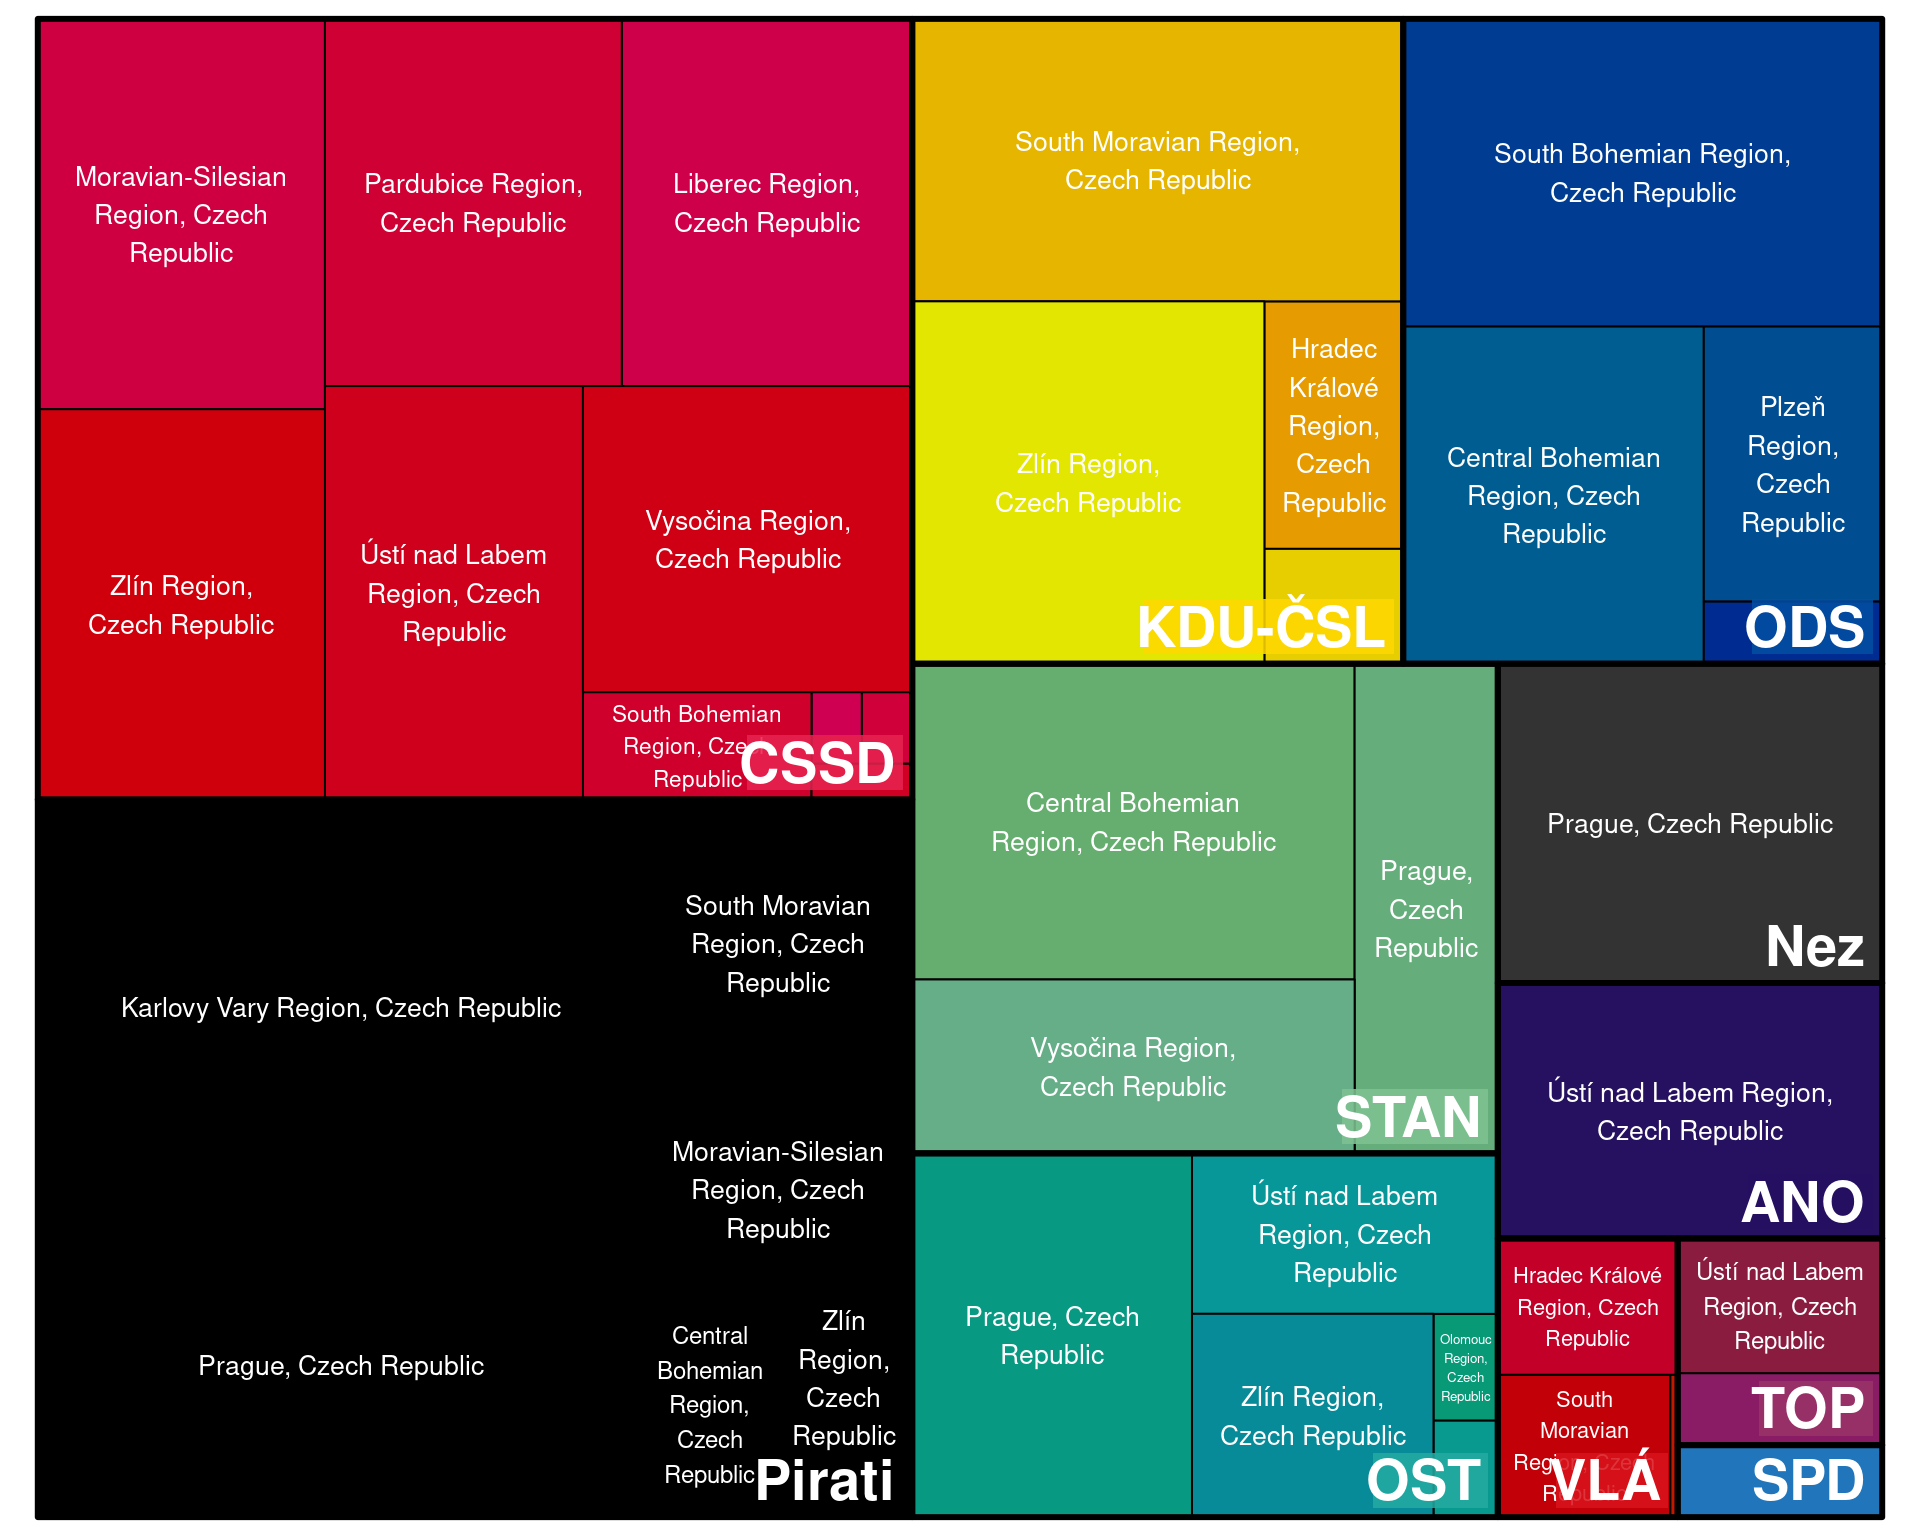 Moravian-Silesian
Region, Czech
Republic
Pardubice Region,
Czech Republic
Liberec Region,
Czech Republic
Zlín Region,
Czech Republic
Ústí nad Labem
Region, Czech
Republic
Vysočina Region,
Czech Republic
South Bohemian
Region, Czech
Republic
CSSD
South Moravian Region,
Czech Republic
Zlín Region,
Czech Republic
Hradec
Králové
Region,
Czech
Republic
KDU-ČSL
South Bohemian Region,
Czech Republic
Central Bohemian
Region, Czech
Republic
Plzeň
Region,
Czech
Republic
ODS
Karlovy Vary Region, Czech Republic
South Moravian
Region, Czech
Republic
Moravian-Silesian
Region, Czech
Republic
Prague, Czech Republic
Central
Bohemian
Region,
Czech
Republic
Zlín
Region,
Czech
Republic
Pirati
Central Bohemian
Region, Czech Republic
Prague,
Czech
Republic
Vysočina Region,
Czech Republic
STAN
Prague, Czech Republic
Nez
Ústí nad Labem Region,
Czech Republic
ANO
Prague, Czech
Republic
Ústí nad Labem
Region, Czech
Republic
Zlín Region,
Czech Republic
Olomouc
Region,
Czech
Republic
OST
Hradec Králové
Region, Czech
Republic
South
Moravian
Region, Czech
Republic
VLÁ
Ústí nad Labem
Region, Czech
Republic
TOP
SPD